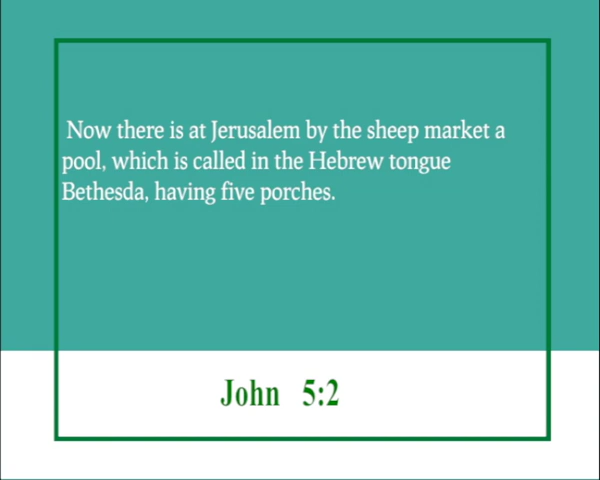 Now there is at Jerusalem by the sheep market a
pool, which is called in the Hebrew tongue
Bethesda, having five porches.
John 5:2